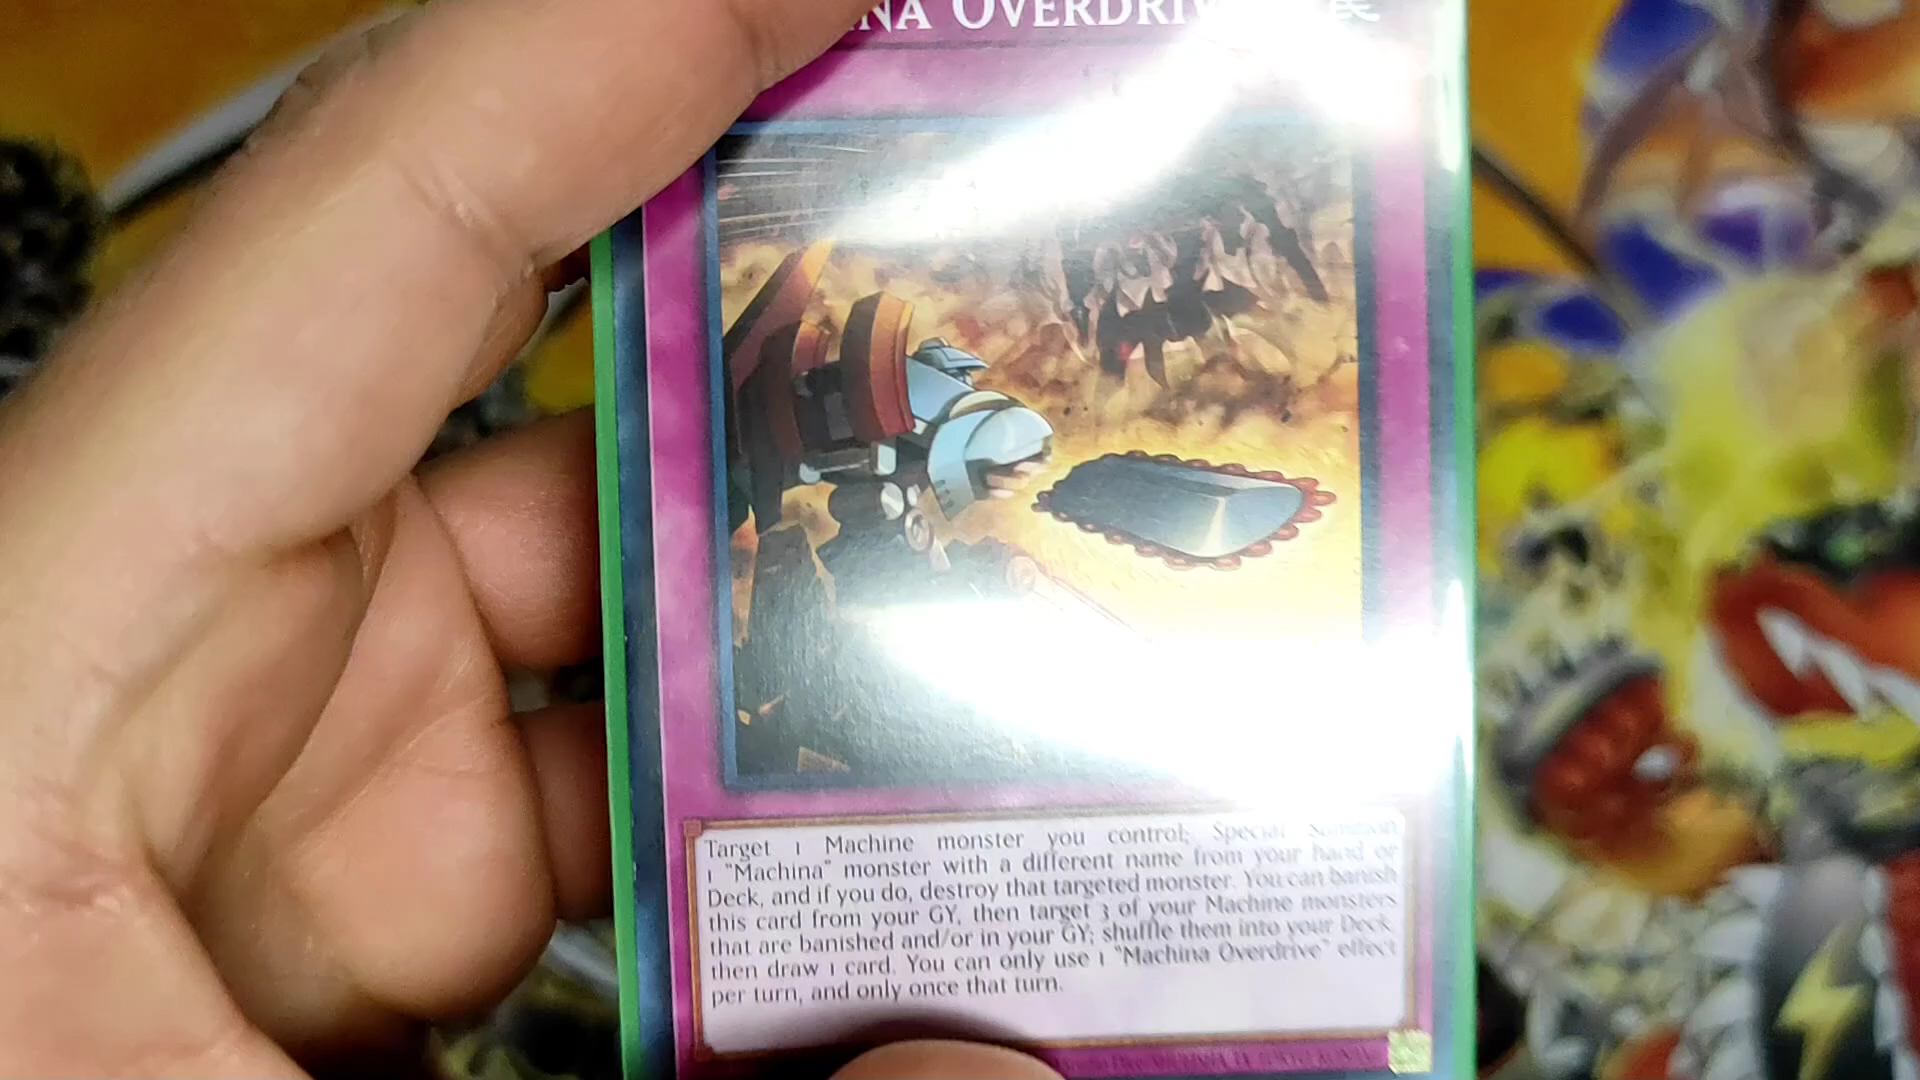 NA OVERDRIV
Target 1 Machine monster you control; Special Summon
1 "Machina" monster with a different name from your hand or
Deck, and if you do, destroy that targeted monster. You can banish
this card from your GY, then target 3 of your Machine monsters
that are banished and/or in your GY; shuffle them into your Deck,
then draw 1 card. You can only use 1 "Machina Overdrive" effect
per turn, and only once that turn.